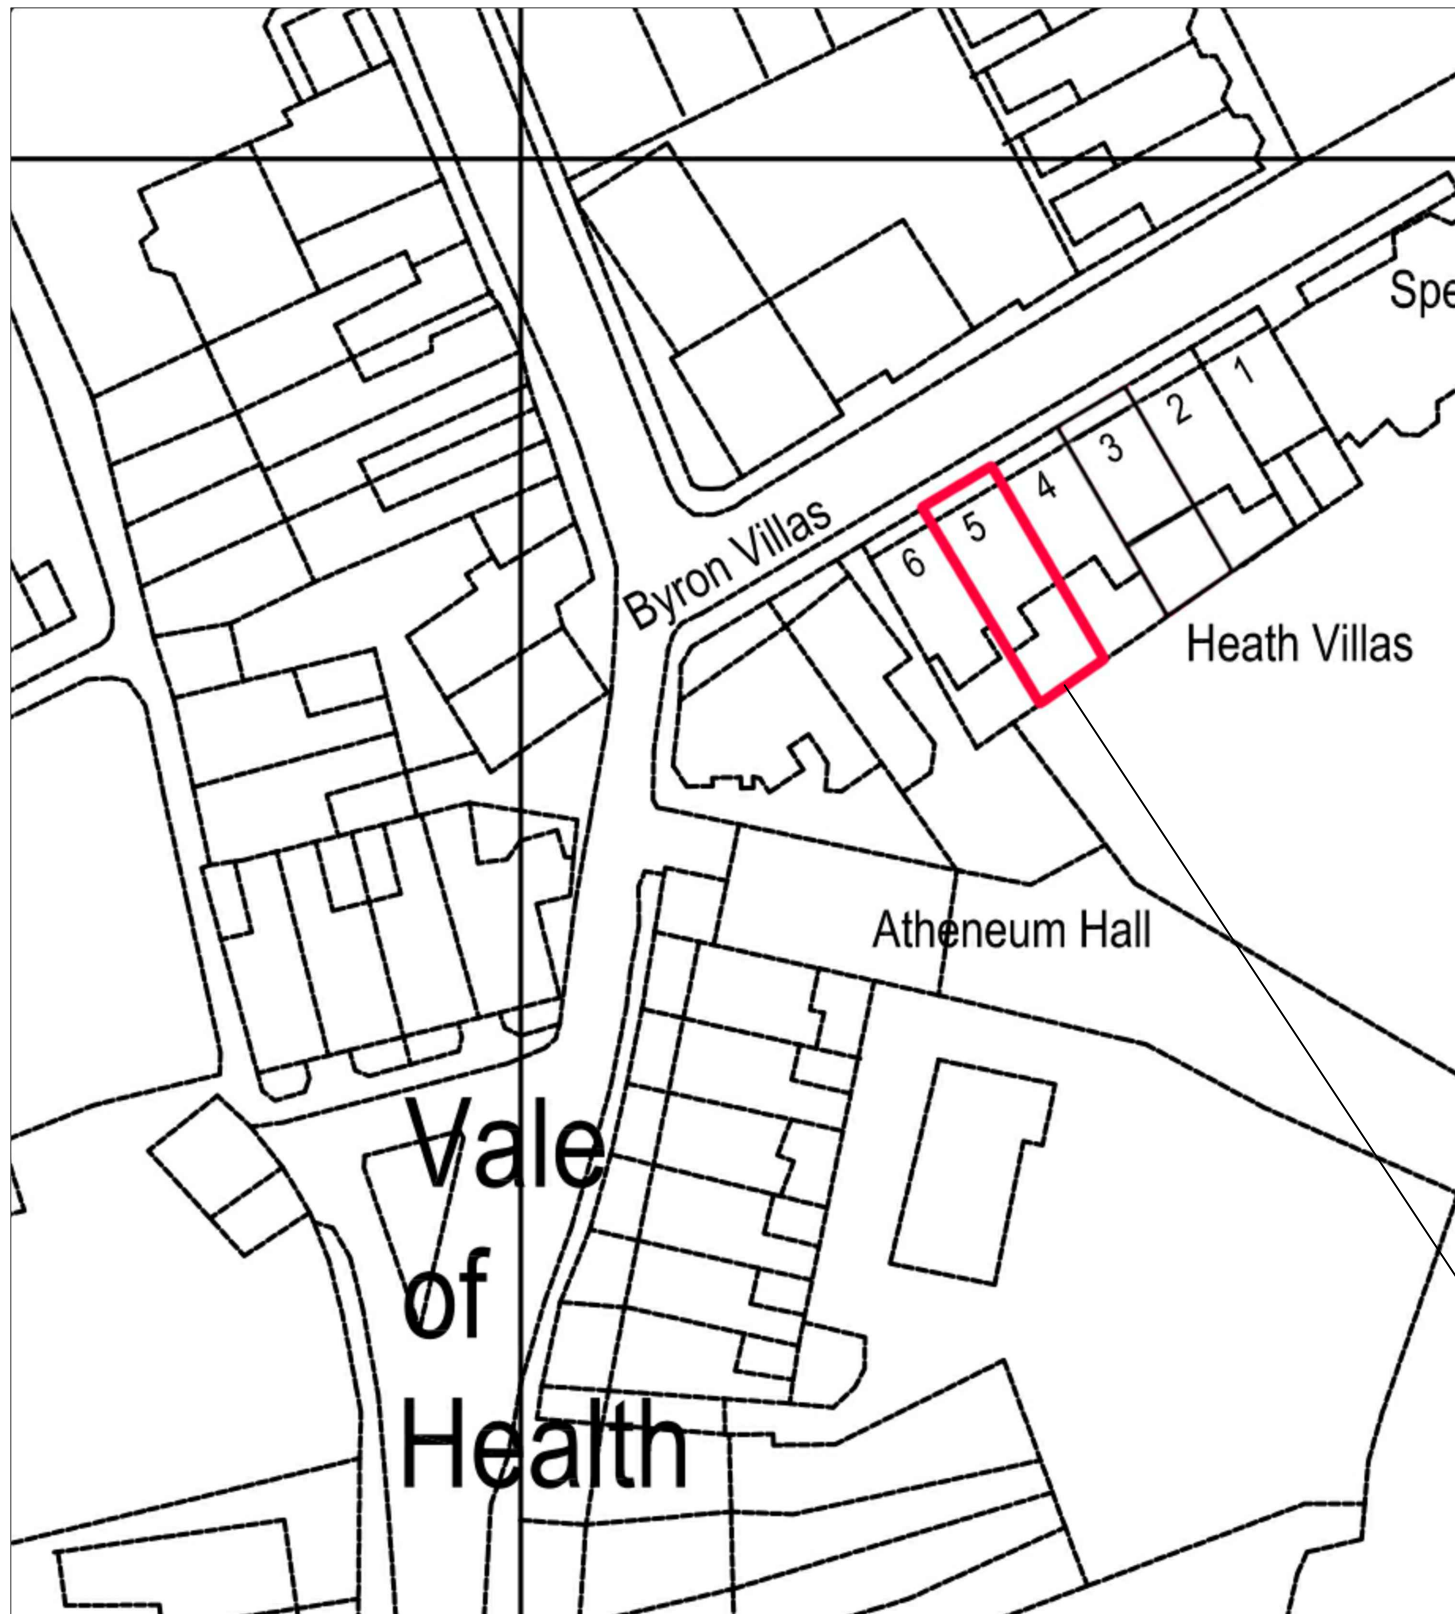 Spe
1
2
3
4
5
6
Byron Villas
Heath Villas
Atheneum Hall
Vale
of
Health